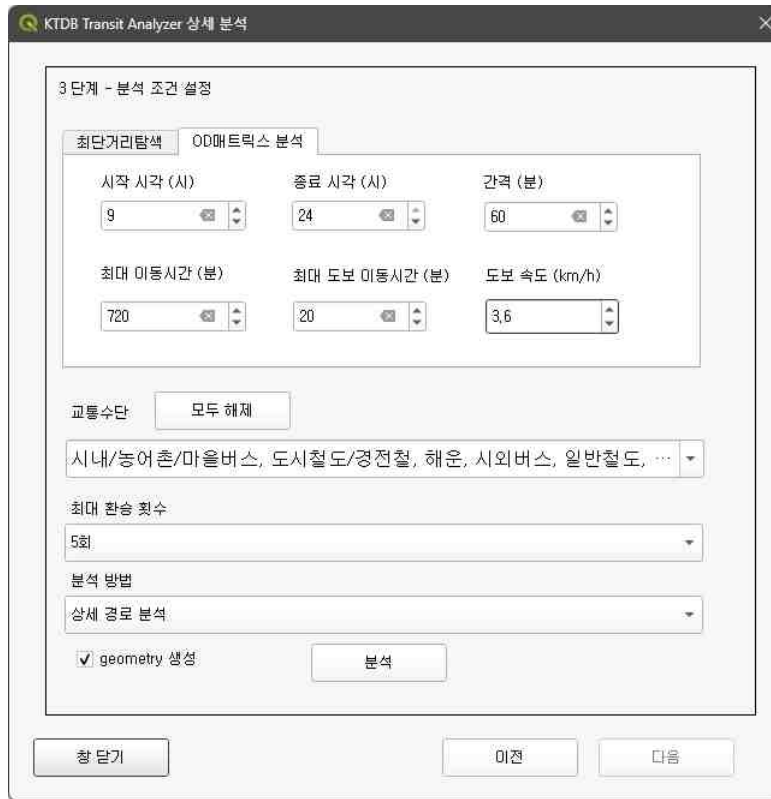 KTDB Transit Analyzer 상세 분석
3 단계 - 분석 조건 설정
최단거리탐색 OD매트릭스 분석
시작 시각 (시) 종료 시각 (시) 간격 (분)
9 24 60
최대 이동시간 (분) 최대 도보 이동시간 (분) 도보 속도 (km/h)
720 20 3,6
교통수단 모두 해제
시내/농어촌/마을버스, 도시철도/경전철, 해운, 시외버스, 일반철도, ...
최대 환승 횟수
5회
분석 방법
상세 경로 분석
geometry 생성 분석
창 닫기 이전 다음